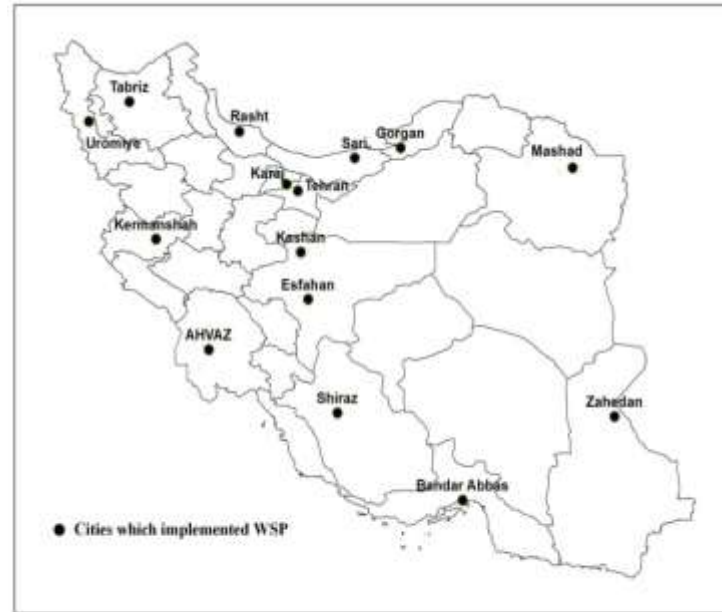 Tabriz
Rasht
Uromiye
Sari
Gorgan
Mashad
Karaj
Tehran
Kermanshah
Kashan
Esfahan
AHVAZ
Shiraz
Zahedan
Bandar Abbas
Cities which implemented WSP